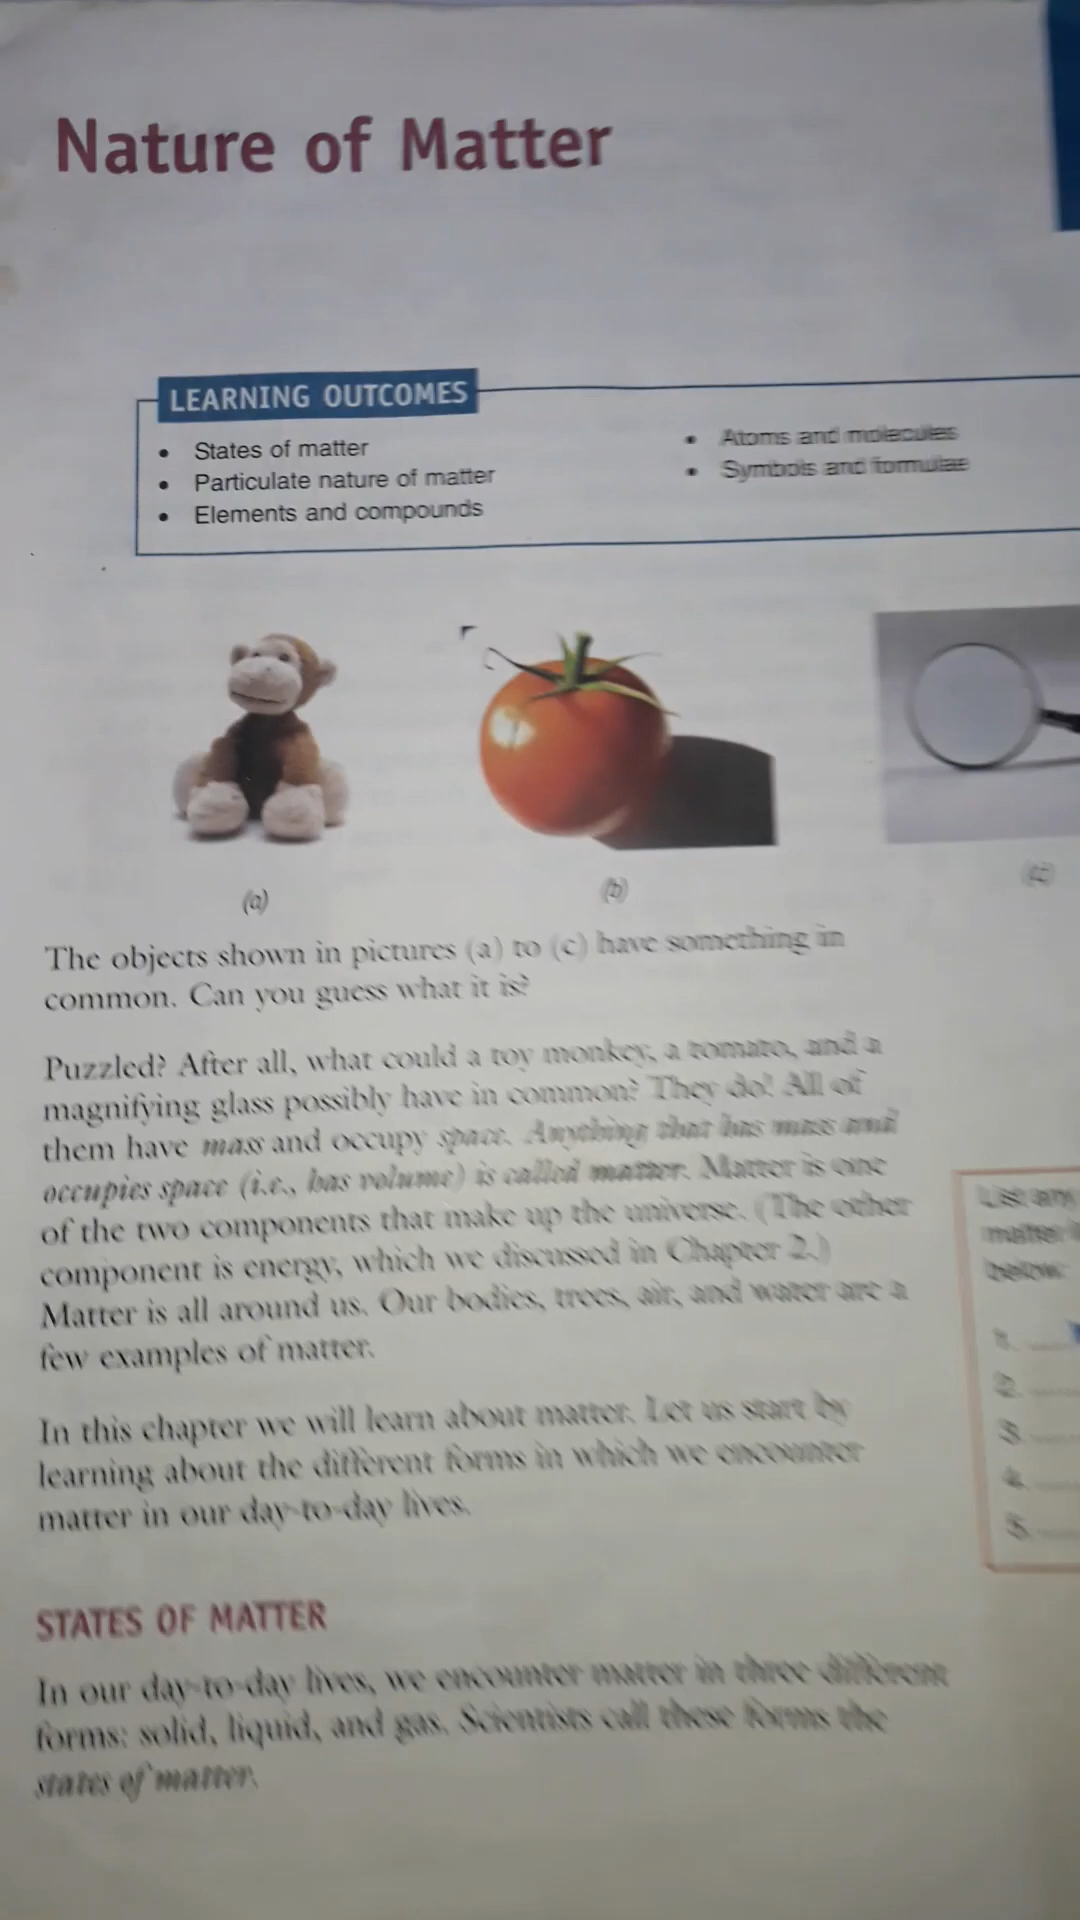 Nature of Matter
LEARNING OUTCOMES
• States of matter
• Particulate nature of matter
• Elements and compounds
• Atoms and molecules
• Symbols and formulae
(a)
(b)
(c)
The objects shown in pictures (a) to (c) have something in
common. Can you guess what it is?
Puzzled? After all, what could a toy monkey, a tomato, and a
magnifying glass possibly have in common? They do! All of
them have mass and occupy space. Anything that has mass and
occupies space (i.e., has volume) is called matter. Matter is one
of the two components that make up the universe. (The other
component is energy, which we discussed in Chapter 2.)
Matter is all around us. Our bodies, trees, air, and water are a
few examples of matter.
In this chapter we will learn about matter. Let us start by
learning about the different forms in which we encounter
matter in our day-to-day lives.
List any
matter
below:
1.
2.
3.
4.
5.
STATES OF MATTER
In our day-to-day lives, we encounter matter in three different
forms: solid, liquid, and gas. Scientists call these forms the
states of matter.